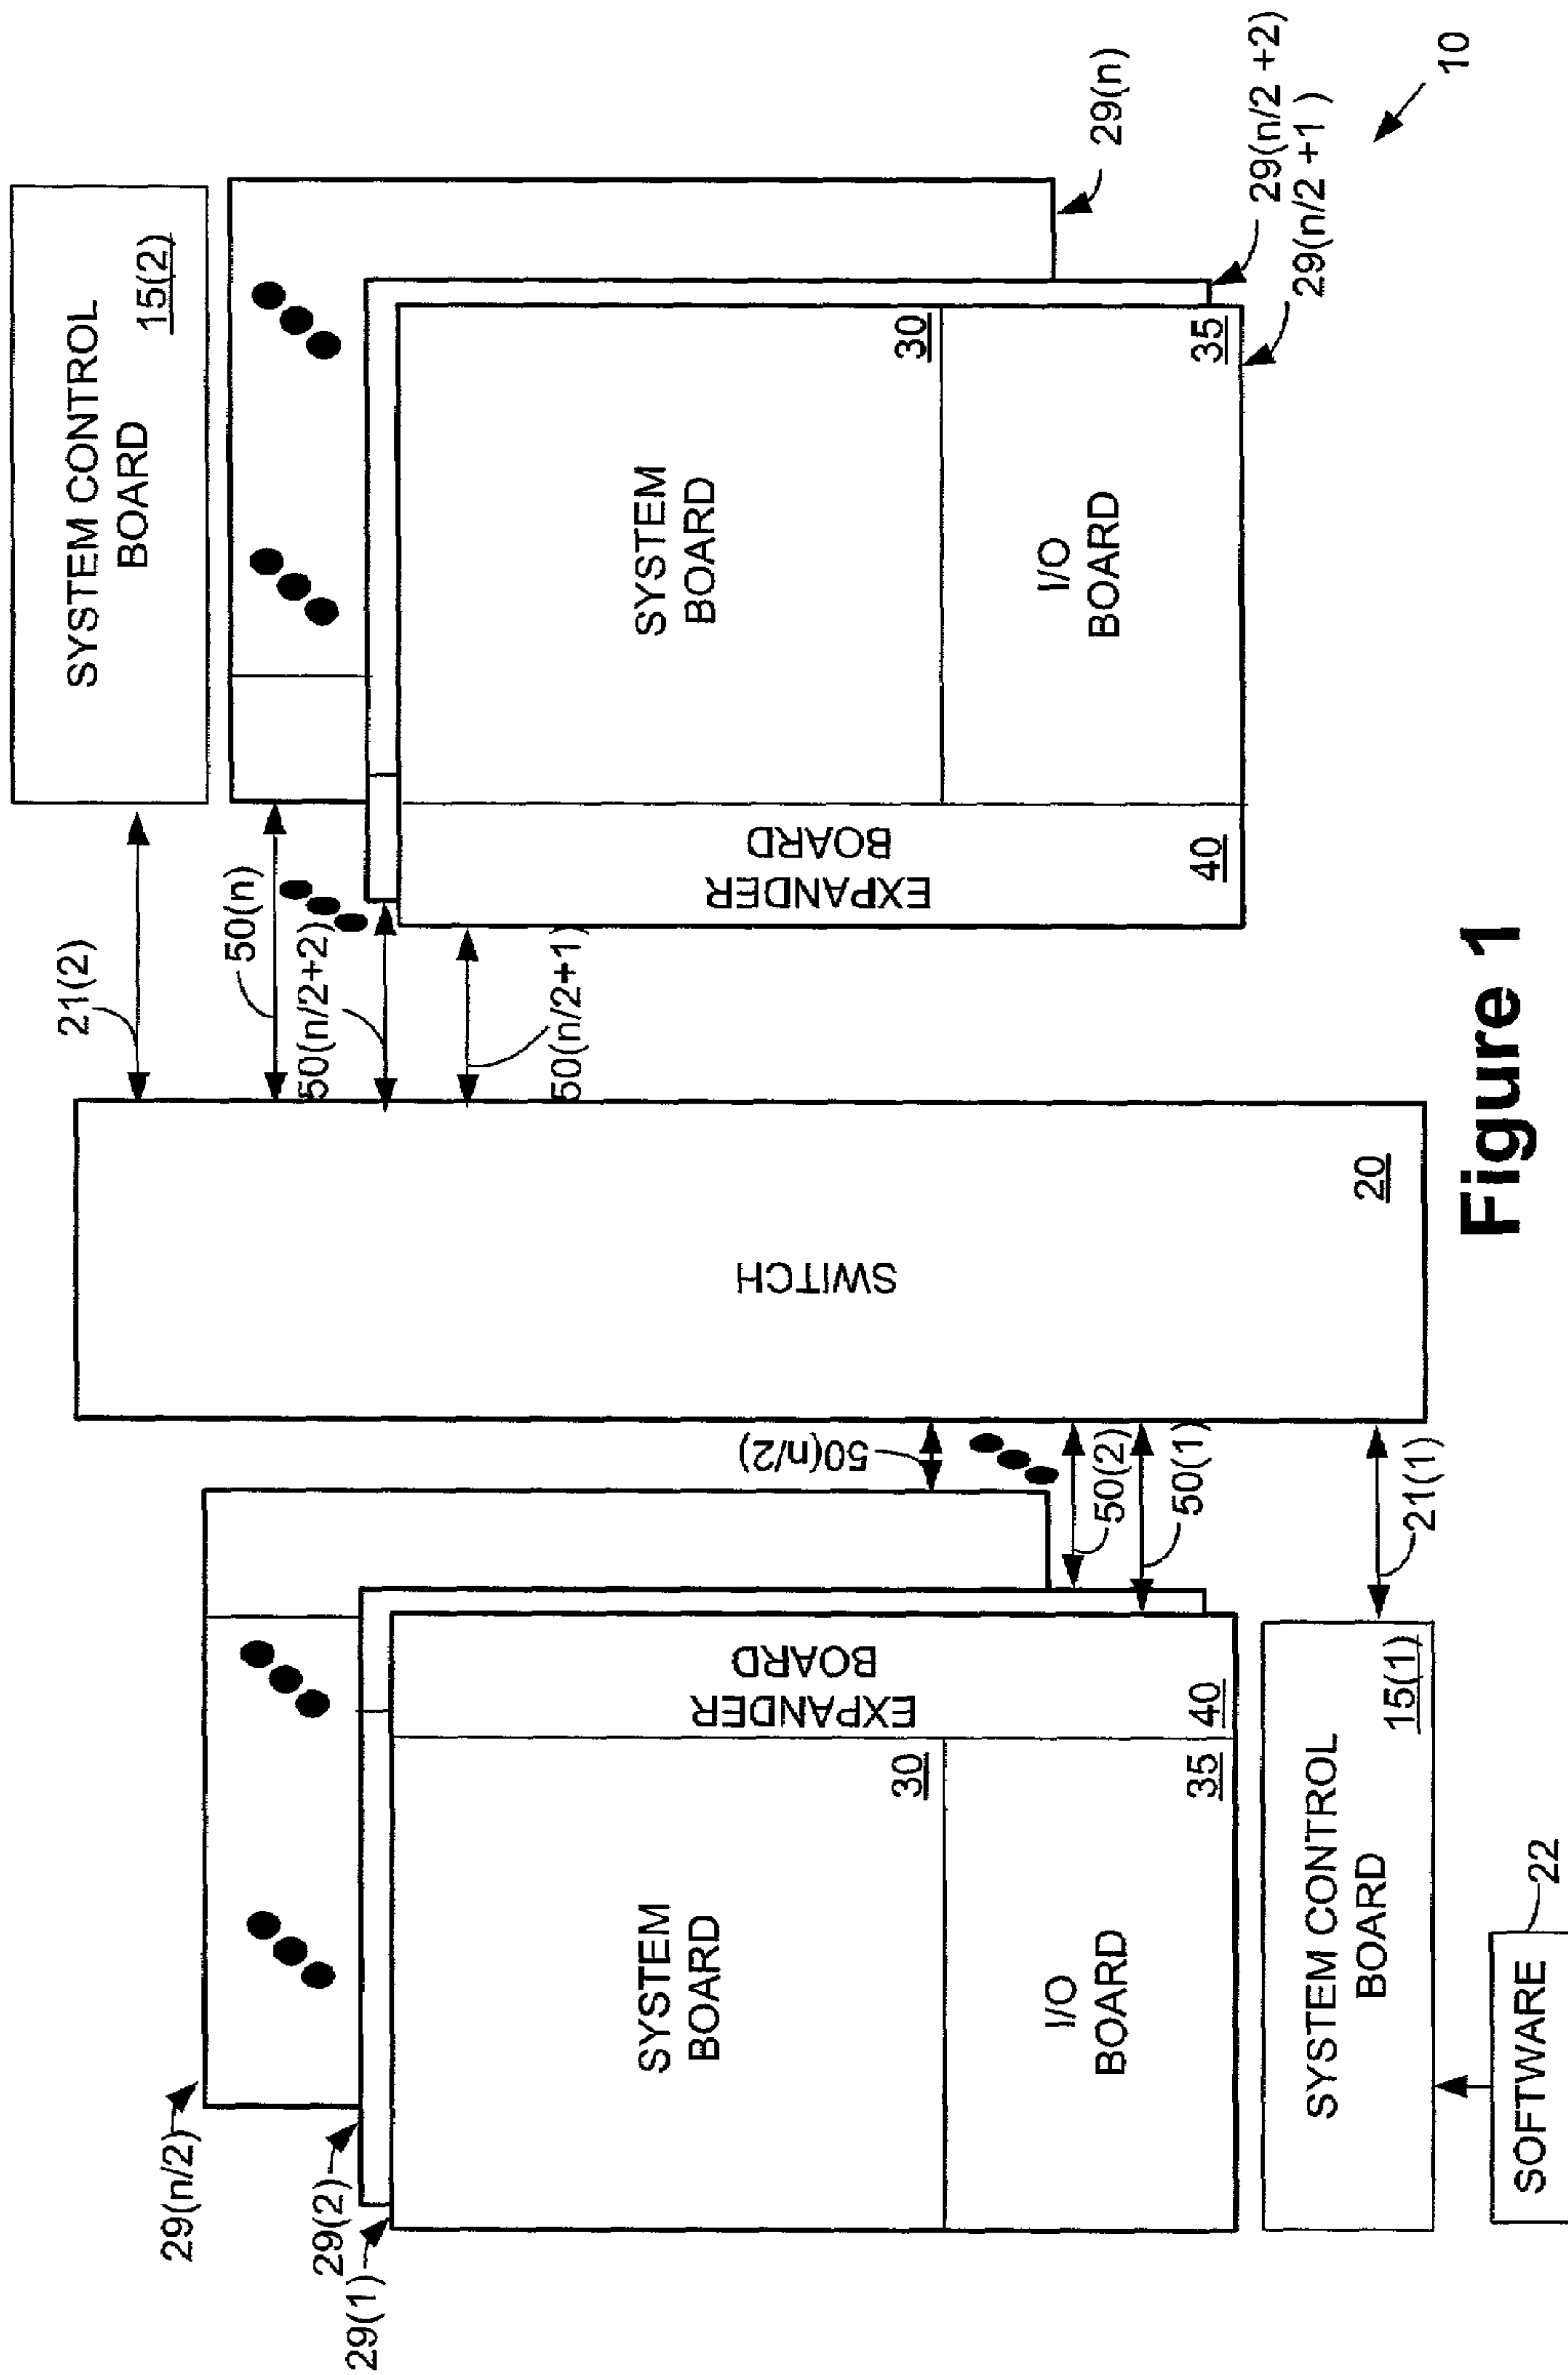 SYSTEM CONTROL
BOARD
15(2)
21(2)
50(n)
50(n/2+2)
50(n/2+1)
SYSTEM
BOARD
30
I/O
BOARD
35
EXPANDER
BOARD
40
29(n)
29(n/2 +2)
29(n/2 +1 )
10
SWITCH
20
29(n/2)
29(2)
29(1)
SYSTEM
BOARD
30
I/O
BOARD
35
EXPANDER
BOARD
40
50(n/2)
50(2)
50(1)
21(1)
SYSTEM CONTROL
BOARD
15(1)
SOFTWARE
22
Figure 1